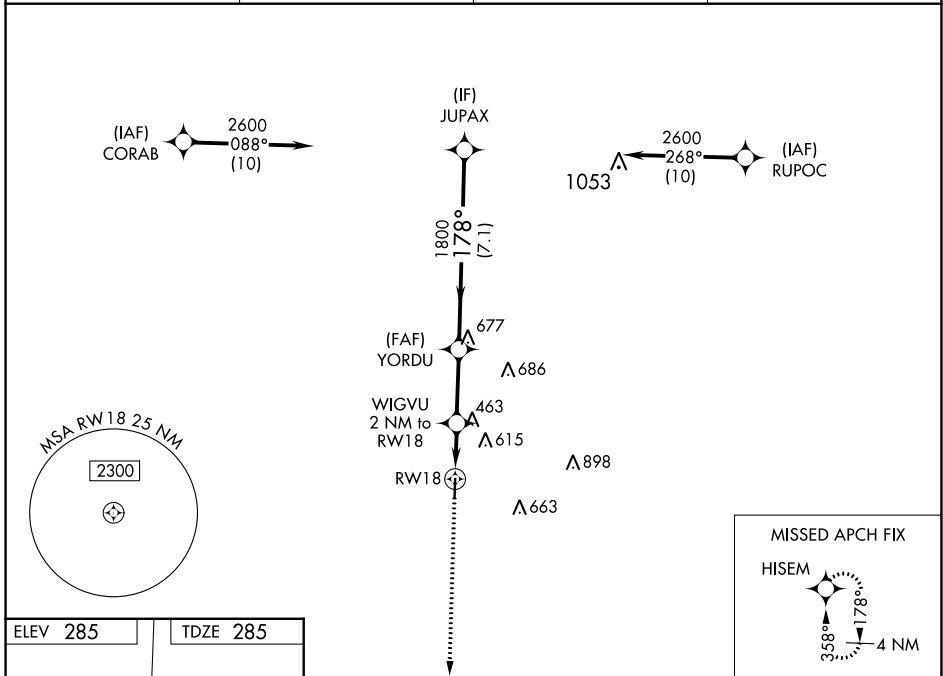 (IF)
JUPAX
(IAF)
CORAB
2600
088°
(10)
2600
268°
(10)
(IAF)
RUPOC
1053
1800
178°
(7.1)
677
(FAF)
YORDU
686
WIGVU
2 NM to
RW18
463
615
898
RW18
663
MSA RW18 25 NM
2300
MISSED APCH FIX
HISEM
358°
178°
4 NM
ELEV 285
TDZE 285